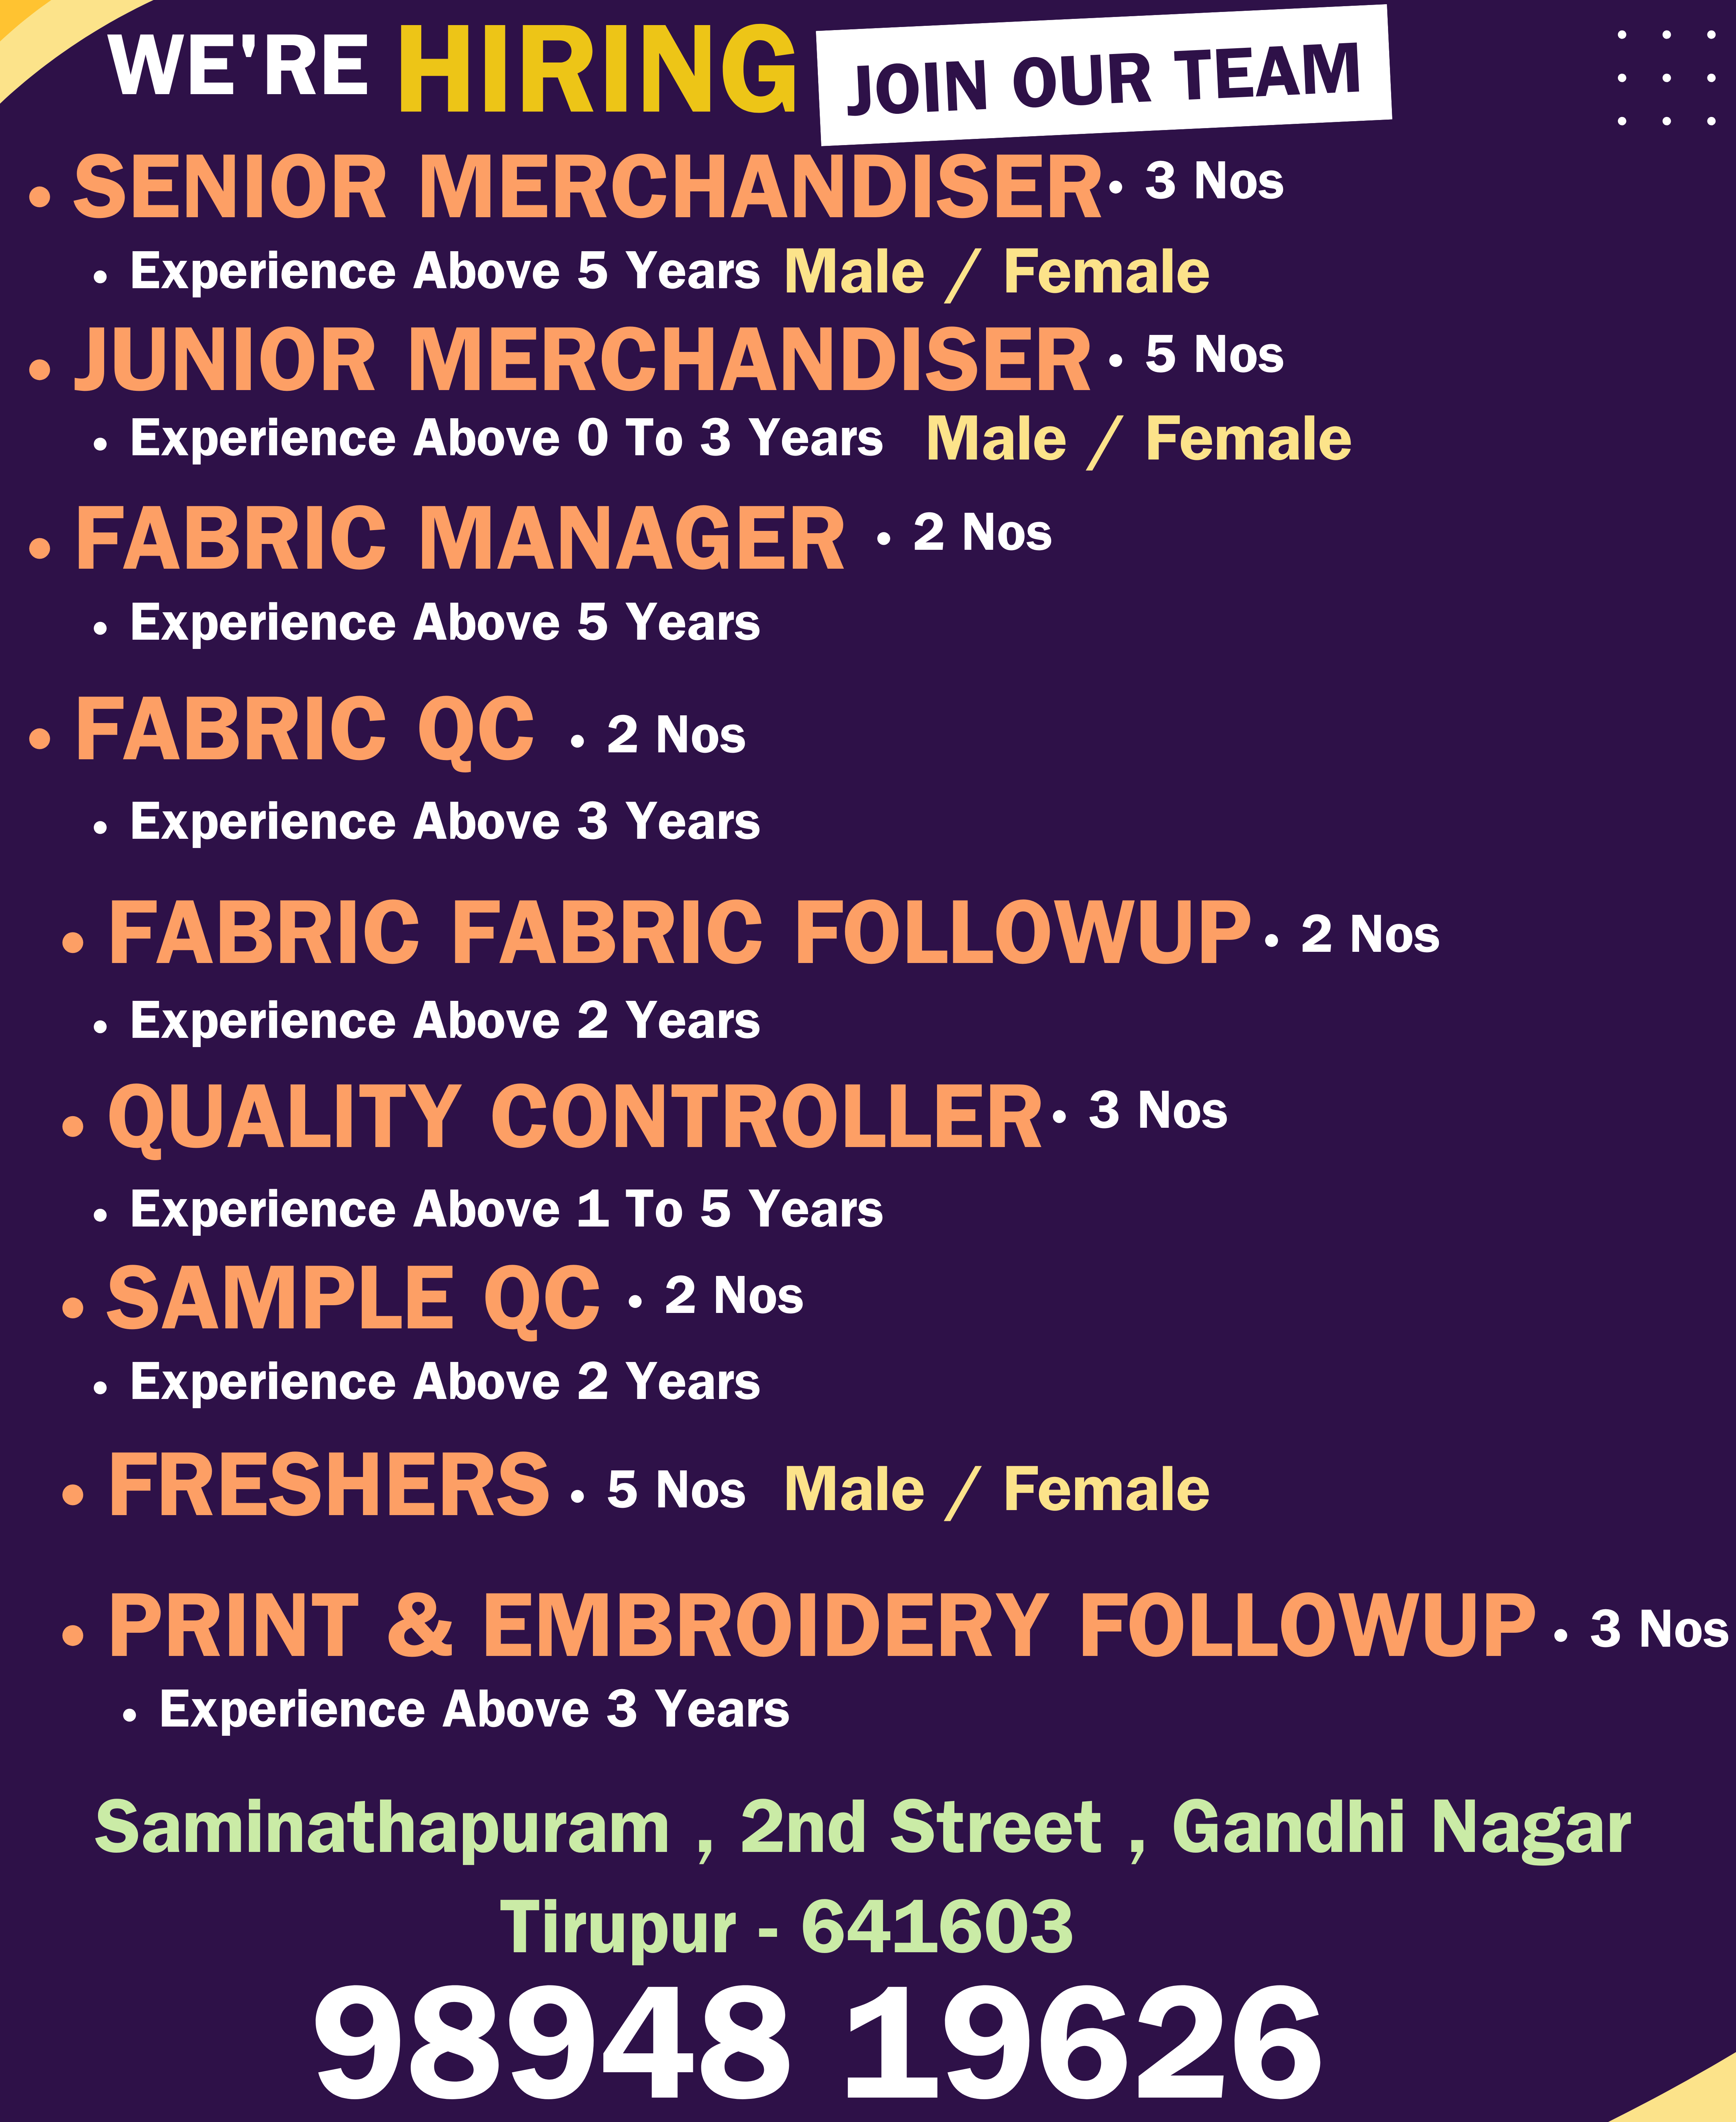 WE'RE HIRING JOIN OUR TEAM
• SENIOR MERCHANDISER • 3 Nos
• Experience Above 5 Years Male / Female
• JUNIOR MERCHANDISER • 5 Nos
• Experience Above 0 To 3 Years Male / Female
• FABRIC MANAGER • 2 Nos
• Experience Above 5 Years
• FABRIC QC • 2 Nos
• Experience Above 3 Years
• FABRIC FABRIC FOLLOWUP • 2 Nos
• Experience Above 2 Years
• QUALITY CONTROLLER • 3 Nos
• Experience Above 1 To 5 Years
• SAMPLE QC • 2 Nos
• Experience Above 2 Years
• FRESHERS • 5 Nos Male / Female
• PRINT & EMBROIDERY FOLLOWUP • 3 Nos
• Experience Above 3 Years
Saminathapuram , 2nd Street , Gandhi Nagar
Tirupur - 641603
98948 19626